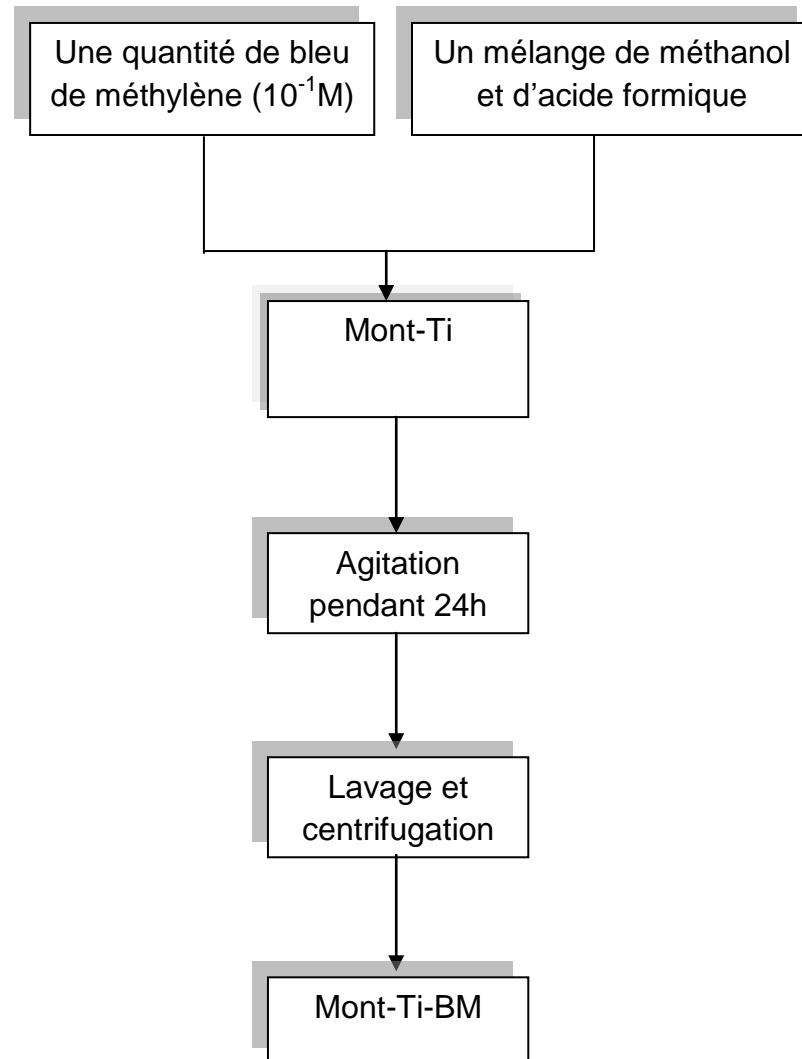 Une quantité de bleu
de méthylène (10⁻¹M)
Un mélange de méthanol
et d'acide formique
Mont-Ti
Agitation
pendant 24h
Lavage et
centrifugation
Mont-Ti-BM